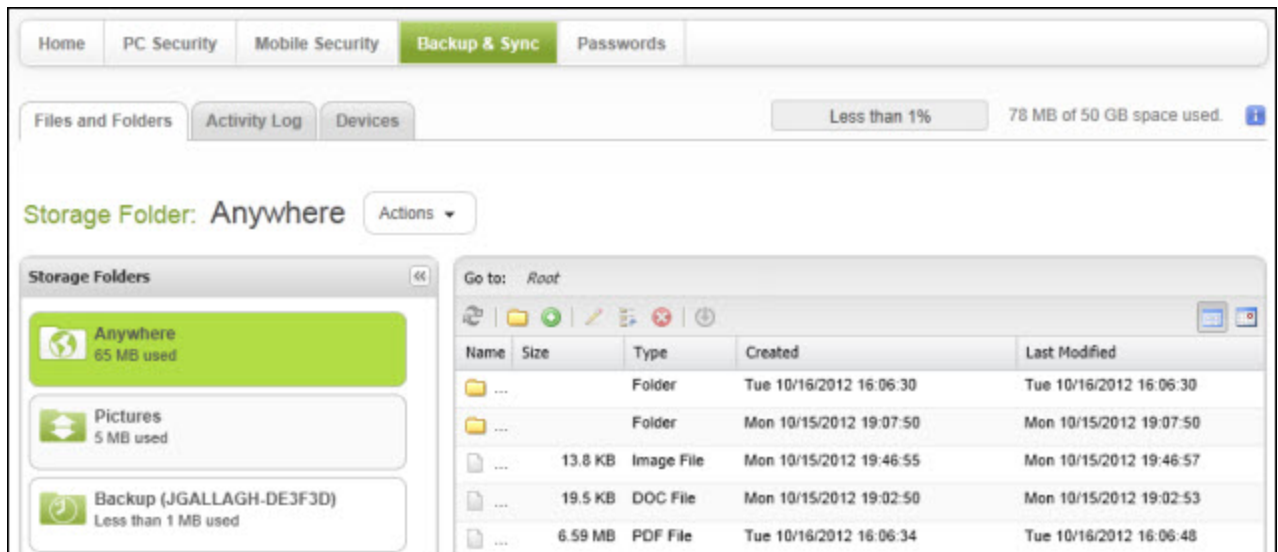 Home PC Security Mobile Security Backup & Sync Passwords
Files and Folders Activity Log Devices Less than 1% 78 MB of 50 GB space used.
Storage Folder: Anywhere Actions
Storage Folders
Anywhere
65 MB used
Pictures
5 MB used
Backup (JGALLAGH-DE3F3D)
Less than 1 MB used
Go to: Root
Name Size Type Created Last Modified
... Folder Tue 10/16/2012 16:06:30 Tue 10/16/2012 16:06:30
... Folder Mon 10/15/2012 19:07:50 Mon 10/15/2012 19:07:50
... 13.8 KB Image File Mon 10/15/2012 19:46:55 Mon 10/15/2012 19:46:57
... 19.5 KB DOC File Mon 10/15/2012 19:02:50 Mon 10/15/2012 19:02:53
... 6.59 MB PDF File Tue 10/16/2012 16:06:34 Tue 10/16/2012 16:06:48